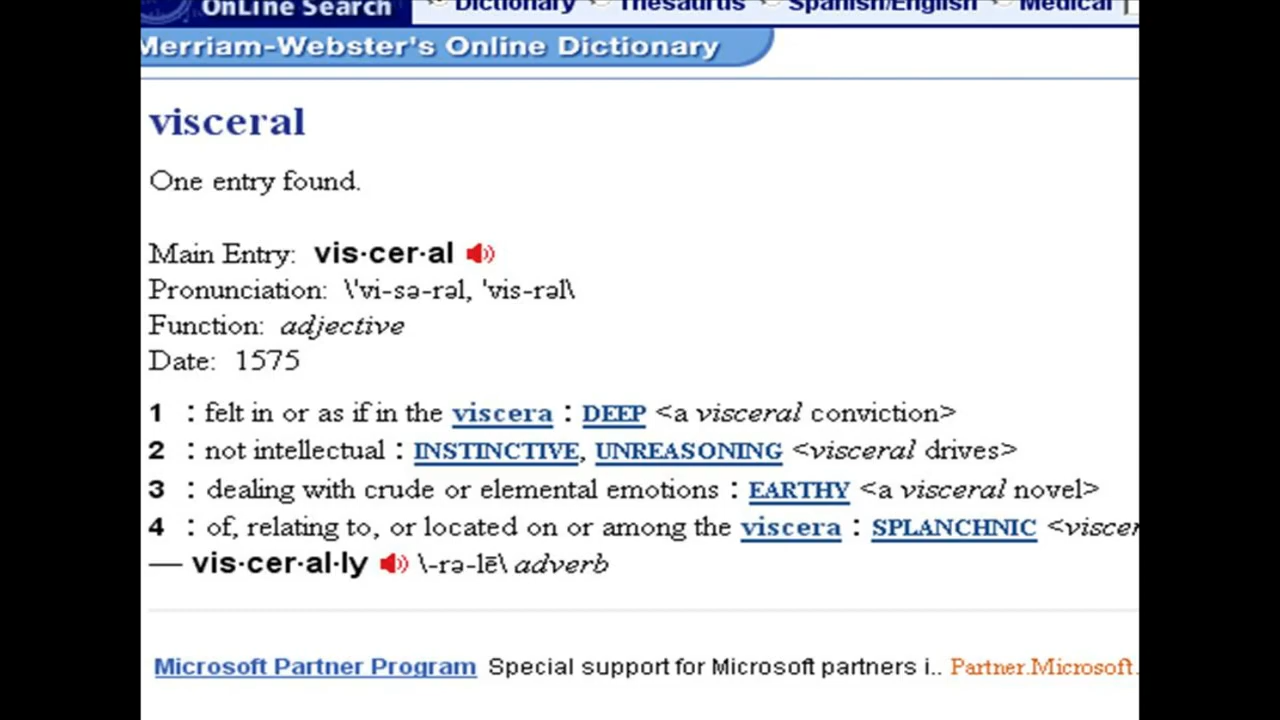 OnLine Search Dictionary Thesaurus Spanish/English Medical
Merriam-Webster's Online Dictionary
visceral
One entry found.
Main Entry: vis·cer·al
Pronunciation: \ˈvi-sə-rəl, ˈvis-rəl\
Function: adjective
Date: 1575
1 : felt in or as if in the viscera : DEEP <a visceral conviction>
2 : not intellectual : INSTINCTIVE, UNREASONING <visceral drives>
3 : dealing with crude or elemental emotions : EARTHY <a visceral novel>
4 : of, relating to, or located on or among the viscera : SPLANCHNIC <viscer
— vis·cer·al·ly \-rə-lē\ adverb
Microsoft Partner Program Special support for Microsoft partners i.. Partner.Microsoft.